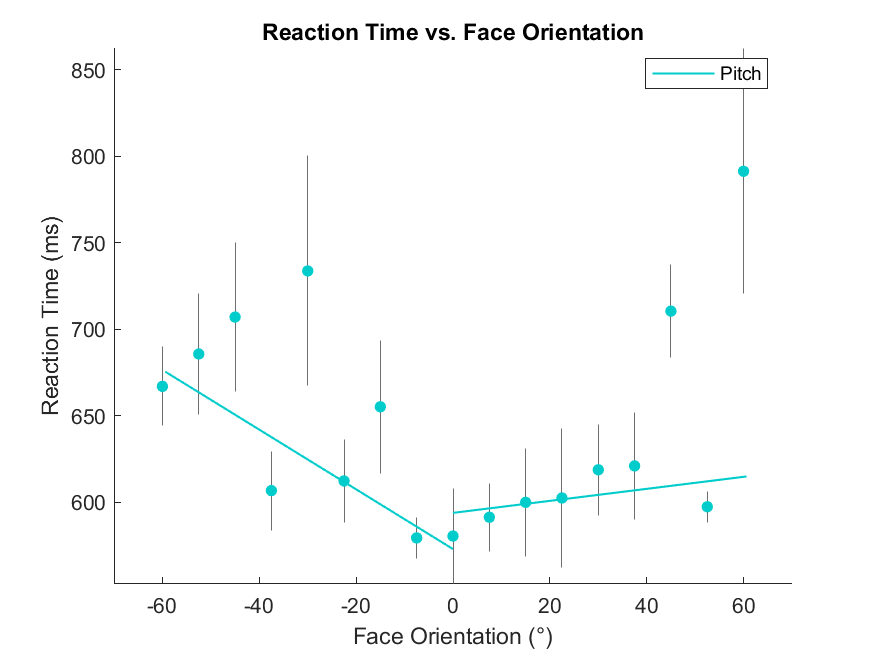 Reaction Time vs. Face Orientation
Pitch
850
800
750
700
650
600
Reaction Time (ms)
-60 -40 -20 0 20 40 60
Face Orientation (°)